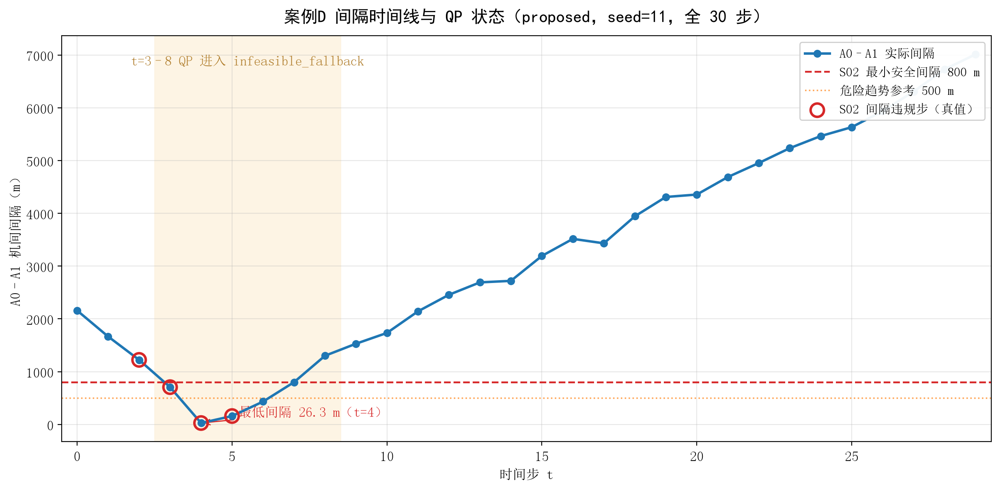 案例D 间隔时间线与 QP 状态（proposed，seed=11，全 30 步）
A0-A1 实际间隔
S02 最小安全间隔 800 m
危险趋势参考 500 m
S02 间隔违规步（真值）
t=3-8 QP 进入 infeasible_fallback
最低间隔 26.3 m（t=4）
A0-A1 机间间隔（m）
7000
6000
5000
4000
3000
2000
1000
0
0 5 10 15 20 25
时间步 t